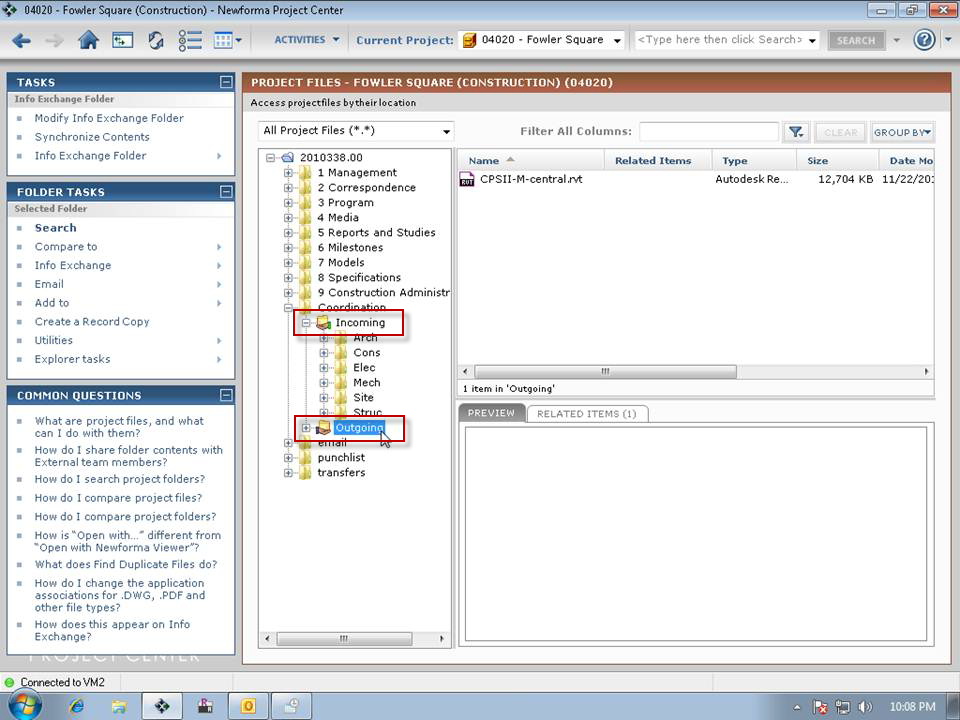 04020 - Fowler Square (Construction) - Newforma Project Center
ACTIVITIES
Current Project:
04020 - Fowler Square
<Type here then click Search>
SEARCH
TASKS
Info Exchange Folder
Modify Info Exchange Folder
Synchronize Contents
Info Exchange Folder
FOLDER TASKS
Selected Folder
Search
Compare to
Info Exchange
Email
Add to
Create a Record Copy
Utilities
Explorer tasks
COMMON QUESTIONS
What are project files, and what
can I do with them?
How do I share folder contents with
External team members?
How do I search project folders?
How do I compare project files?
How do I compare project folders?
How is “Open with...” different from
“Open with Newforma Viewer”?
What does Find Duplicate Files do?
How do I change the application
associations for .DWG, .PDF and
other file types?
How does this appear on Info
Exchange?
PROJECT CENTER
PROJECT FILES - FOWLER SQUARE (CONSTRUCTION) (04020)
Access projectfiles by their location
All Project Files (*.*)
Filter All Columns:
CLEAR
GROUP BY
2010338.00
1 Management
2 Correspondence
3 Program
4 Media
5 Reports and Studies
6 Milestones
7 Models
8 Specifications
9 Construction Administr
Coordination
Incoming
Arch
Cons
Elec
Mech
Site
Struc
Outgoing
email
punchlist
transfers
Name Related Items Type Size Date Mo
CPSII-M-central.rvt Autodesk Re... 12,704 KB 11/22/201
1 item in 'Outgoing'
PREVIEW
RELATED ITEMS (1)
Connected to VM2
10:08 PM